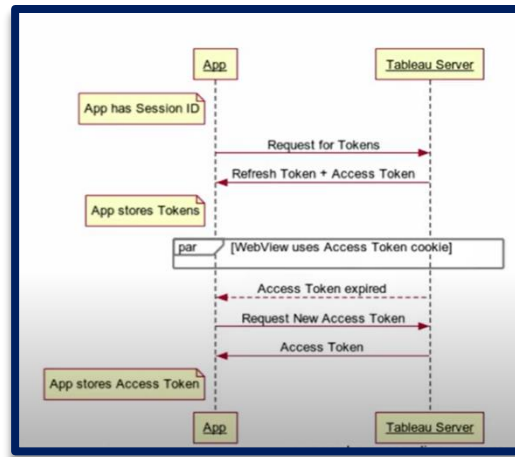 App
Tableau Server
App has Session ID
Request for Tokens
Refresh Token + Access Token
App stores Tokens
par [WebView uses Access Token cookie]
Access Token expired
Request New Access Token
Access Token
App stores Access Token
App
Tableau Server